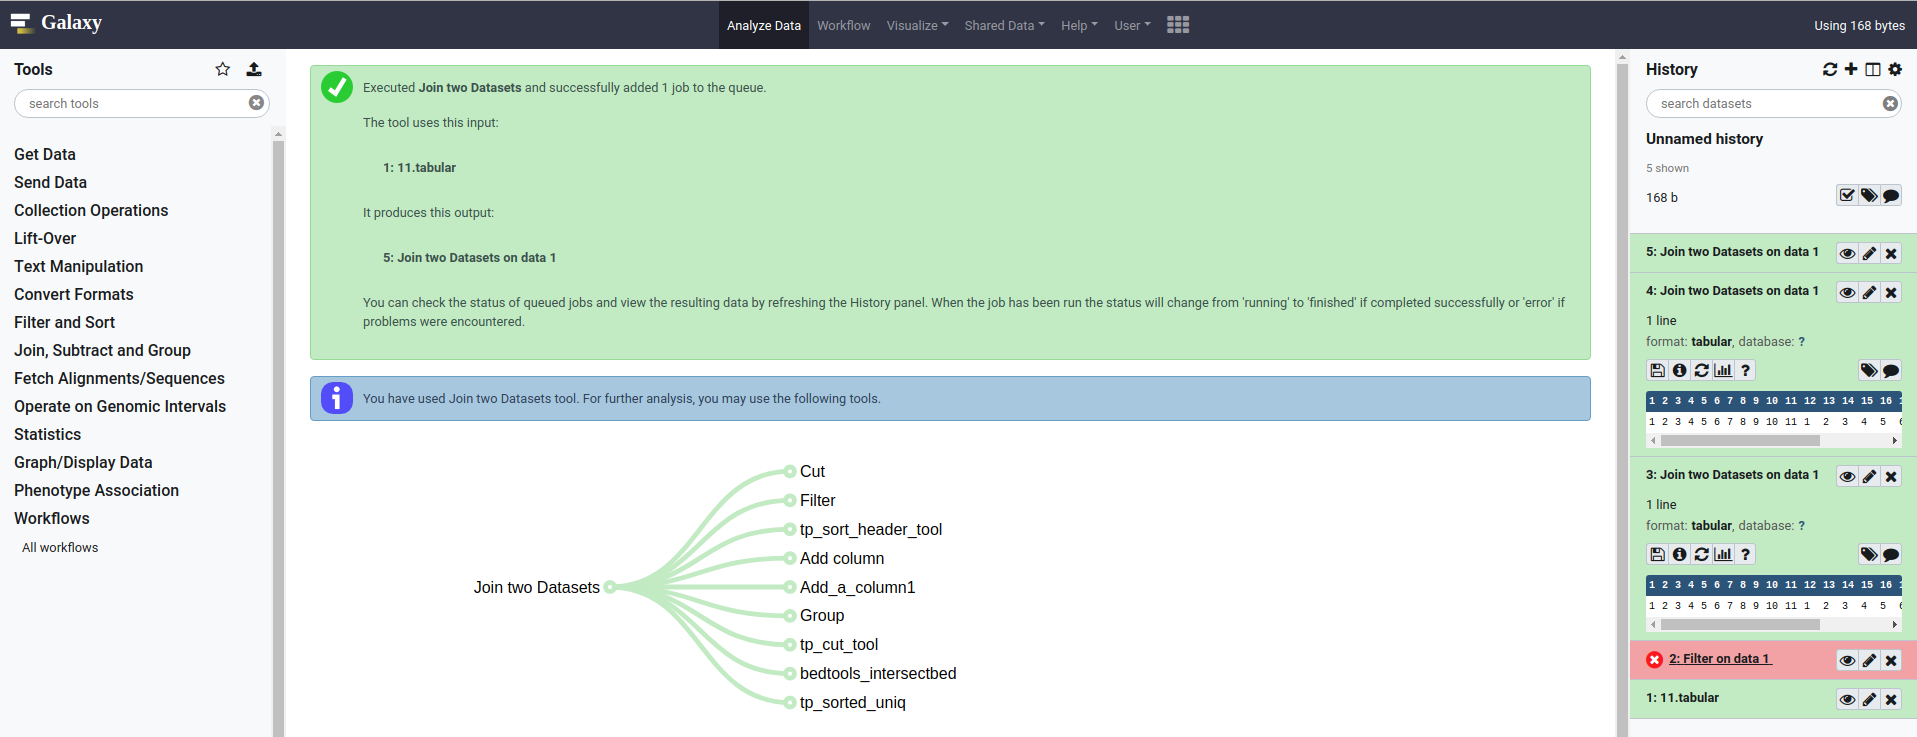 Galaxy
Analyze Data
Workflow
Visualize
Shared Data
Help
User
Using 168 bytes
Tools
search tools
Get Data
Send Data
Collection Operations
Lift-Over
Text Manipulation
Convert Formats
Filter and Sort
Join, Subtract and Group
Fetch Alignments/Sequences
Operate on Genomic Intervals
Statistics
Graph/Display Data
Phenotype Association
Workflows
All workflows
Executed Join two Datasets and successfully added 1 job to the queue.
The tool uses this input:
1: 11.tabular
It produces this output:
5: Join two Datasets on data 1
You can check the status of queued jobs and view the resulting data by refreshing the History panel. When the job has been run the status will change from 'running' to 'finished' if completed successfully or 'error' if
problems were encountered.
You have used Join two Datasets tool. For further analysis, you may use the following tools.
Join two Datasets
Cut
Filter
tp_sort_header_tool
Add column
Add_a_column1
Group
tp_cut_tool
bedtools_intersectbed
tp_sorted_uniq
History
search datasets
Unnamed history
5 shown
168 b
5: Join two Datasets on data 1
4: Join two Datasets on data 1
1 line
format: tabular, database: ?
?
1 2 3 4 5 6 7 8 9 10 11 12 13 14 15 16
1 2 3 4 5 6 7 8 9 10 11 1 2 3 4 5
3: Join two Datasets on data 1
1 line
format: tabular, database: ?
?
1 2 3 4 5 6 7 8 9 10 11 12 13 14 15 16
1 2 3 4 5 6 7 8 9 10 11 1 2 3 4 5
2: Filter on data 1
1: 11.tabular